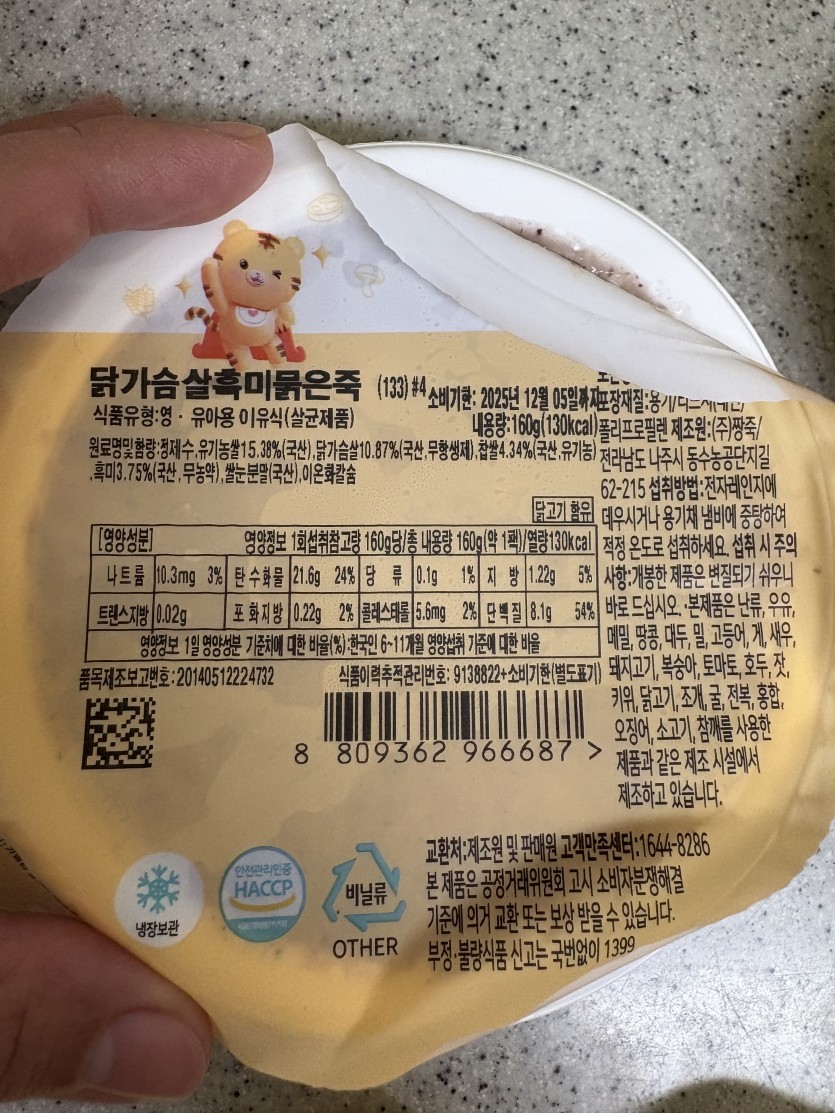 닭가슴살흑미묽은죽 (133) #4
식품유형:영 · 유아용 이유식(살균제품)
소비기한: 2025년 12월 05일까지
내용량:160g(130kcal)
원료명및함량:정제수,유기농쌀15.38%(국산),닭가슴살10.87%(국산,무항생제),찹쌀4.34%(국산,유기농)
,흑미3.75%(국산,무농약),쌀눈분말(국산),이온화칼슘
닭고기 함유
[영양성분] 영양정보 1회섭취참고량 160g당/총 내용량 160g(약 1팩)/열량130kcal
나트륨 10.3mg 3% 탄수화물 21.6g 24% 당 류 0.1g 1% 지 방 1.22g 5%
트랜스지방 0.02g 포화지방 0.22g 2% 콜레스테롤 5.6mg 2% 단백질 8.1g 54%
영양정보 1일 영양성분 기준치에 대한 비율(%):한국인 6~11개월 영양섭취 기준에 대한 비율
품목제조보고번호:20140512224732
식품이력추적관리번호: 9138822+소비기한(별도표기)
8 809362 966687 >
포장재질:용기/
폴리프로필렌 제조원:(주)짱죽/
전라남도 나주시 동수농공단지길
62-215 섭취방법:전자레인지에
데우시거나 용기채 냄비에 중탕하여
적정 온도로 섭취하세요. 섭취 시 주의
사항:개봉한 제품은 변질되기 쉬우니
바로 드십시오. ·본제품은 난류, 우유,
메밀, 땅콩, 대두, 밀, 고등어, 게, 새우,
돼지고기, 복숭아, 토마토, 호두, 잣,
키위, 닭고기, 조개, 굴, 전복, 홍합,
오징어, 소고기, 참깨를 사용한
제품과 같은 제조 시설에서
제조하고 있습니다.
냉장보관
안전관리인증
HACCP
비닐류
OTHER
교환처:제조원 및 판매원 고객만족센터:1644-8286
본 제품은 공정거래위원회 고시 소비자분쟁해결
기준에 의거 교환 또는 보상 받을 수 있습니다.
부정·불량식품 신고는 국번없이 1399